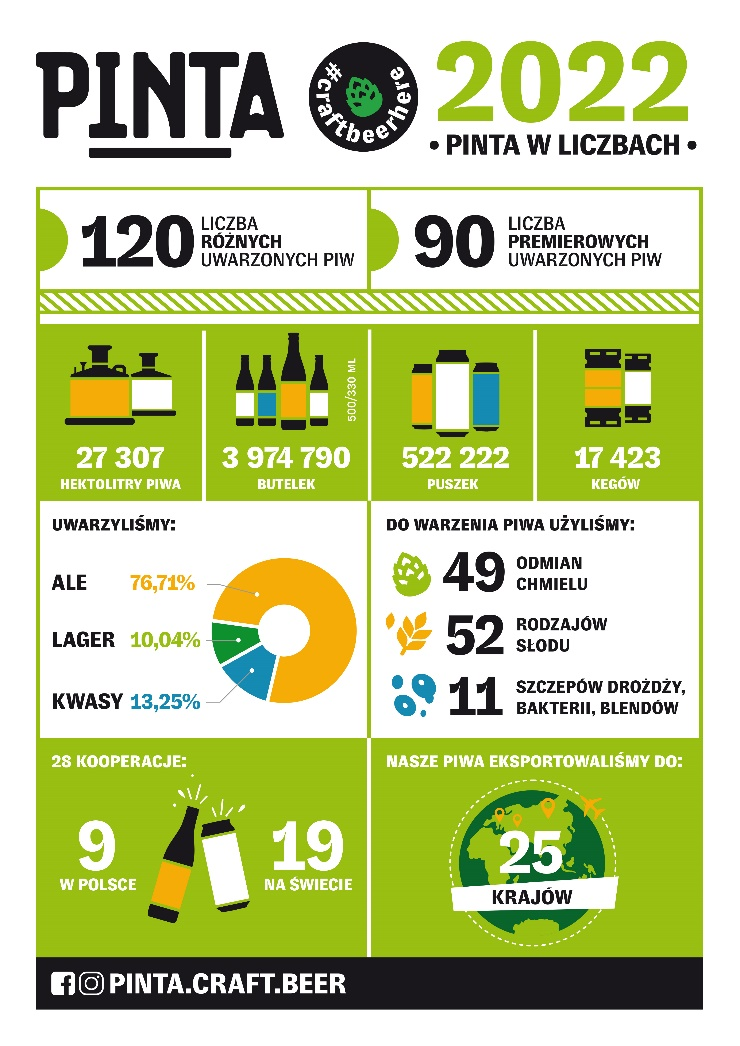 PINTA
#craftbeerhere
2022
• PINTA W LICZBACH •
120
LICZBA
RÓŻNYCH
UWARZONYCH PIW
90
LICZBA
PREMIEROWYCH
UWARZONYCH PIW
27 307
HEKTOLITRY PIWA
500/330 ML
3 974 790
BUTELEK
522 222
PUSZEK
17 423
KEGÓW
UWARZYLIŚMY:
ALE 76,71%
LAGER 10,04%
KWASY 13,25%
DO WARZENIA PIWA UŻYLIŚMY:
49
ODMIAN
CHMIELU
52
RODZAJÓW
SŁODU
11
SZCZEPÓW DROŻDŻY,
BAKTERII, BLENDÓW
28 KOOPERACJE:
9
W POLSCE
19
NA ŚWIECIE
NASZE PIWA EKSPORTOWALIŚMY DO:
25
KRAJÓW
PINTA.CRAFT.BEER